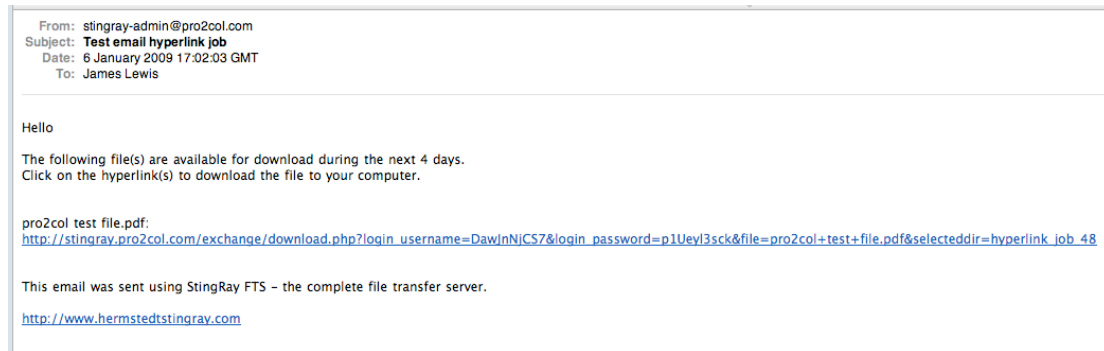 From: stingray-admin@pro2col.com
Subject: Test email hyperlink job
Date: 6 January 2009 17:02:03 GMT
To: James Lewis
Hello
The following file(s) are available for download during the next 4 days.
Click on the hyperlink(s) to download the file to your computer.
pro2col test file.pdf:
http://stingray.pro2col.com/exchange/download.php?login_username=DawJnNjCS7&login_password=p1Ueyl3sck&file=pro2col+test+file.pdf&selecteddir=hyperlink_job_48
This email was sent using StingRay FTS – the complete file transfer server.
http://www.hermstedtstingray.com